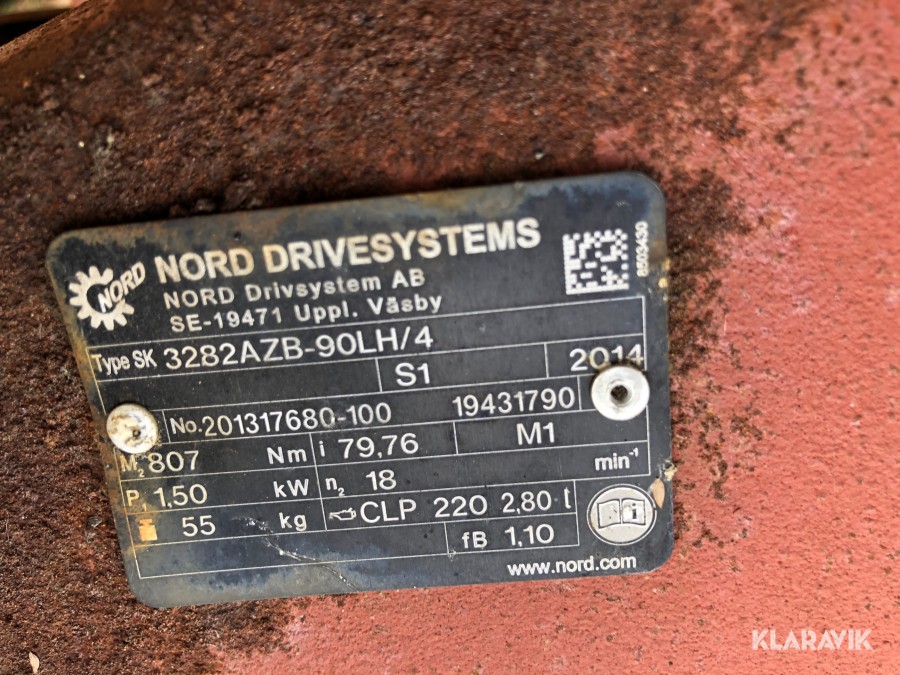 NORD
NORD DRIVESYSTEMS
NORD Drivsystem AB
SE-19471 Uppl. Väsby
8503430
Type SK 3282AZB-90LH/4
S1 2014
No. 201317680-100 19431790
M₂ 807 Nm i 79,76 M1
P₁ 1,50 kW n₂ 18 min⁻¹
55 kg CLP 220 2,80 l
fB 1,10
i
www.nord.com
KLARAVIK